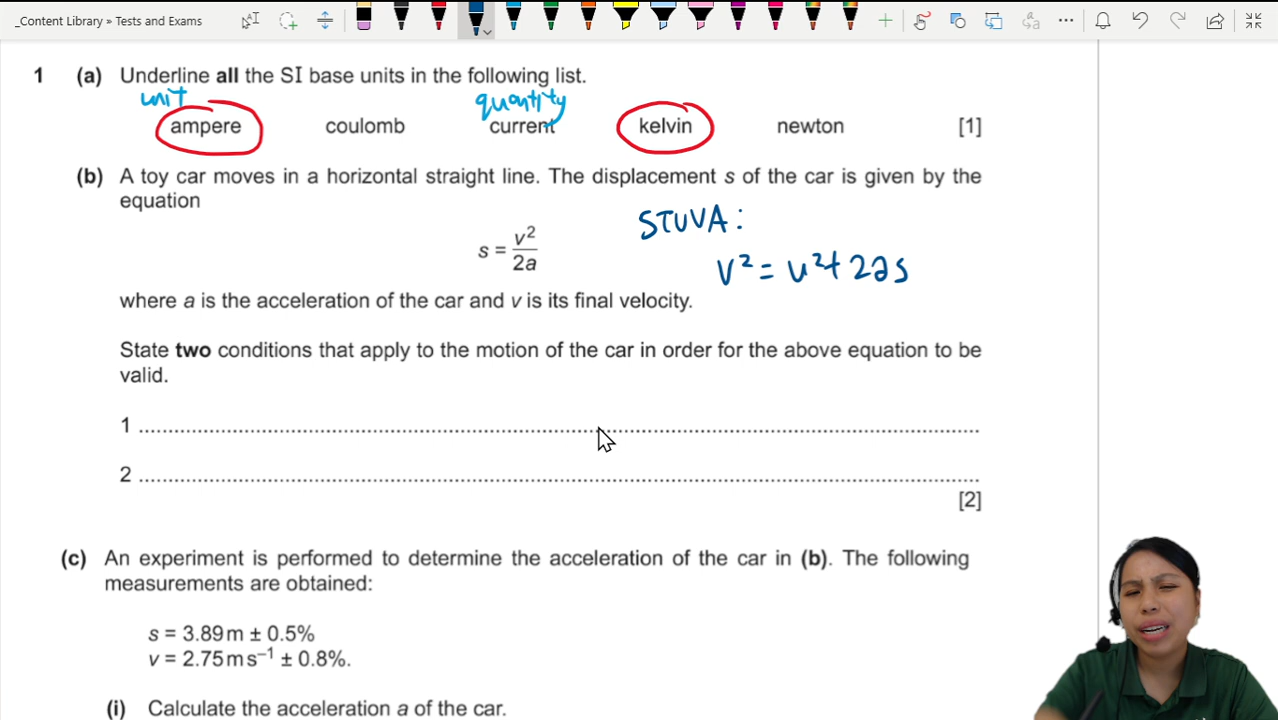 _Content Library » Tests and Exams
1 (a) Underline all the SI base units in the following list.
unit quantity
ampere coulomb current kelvin newton [1]
(b) A toy car moves in a horizontal straight line. The displacement s of the car is given by the
equation
STUVA:
s = v²/2a
v² = u² + 2as
where a is the acceleration of the car and v is its final velocity.
State two conditions that apply to the motion of the car in order for the above equation to be
valid.
1 ................................................................
2 ................................................................
[2]
(c) An experiment is performed to determine the acceleration of the car in (b). The following
measurements are obtained:
s = 3.89 m ± 0.5%
v = 2.75 m s⁻¹ ± 0.8%.
(i) Calculate the acceleration a of the car.